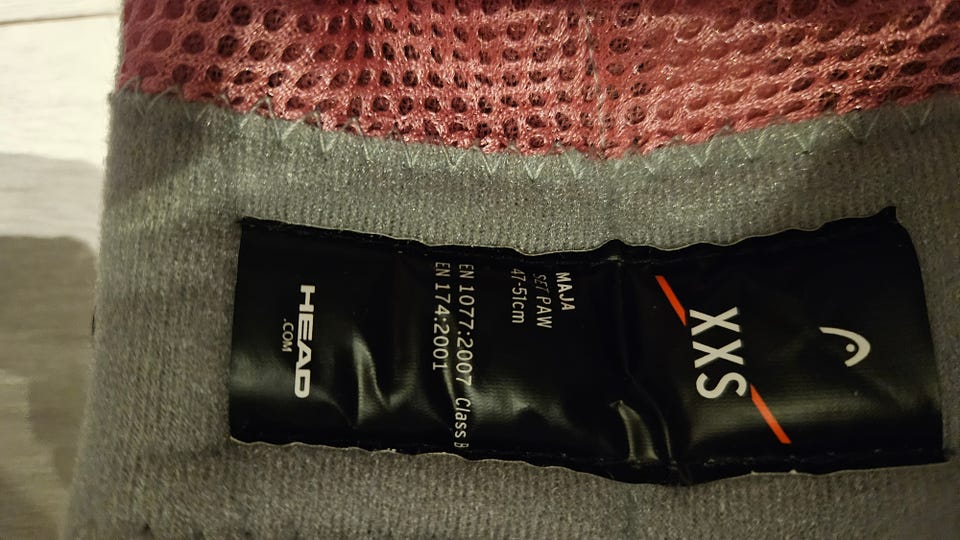 XXS
MAJA
SET PAW
47-51cm
EN 1077:2007 Class B
EN 174:2001
HEAD
.COM